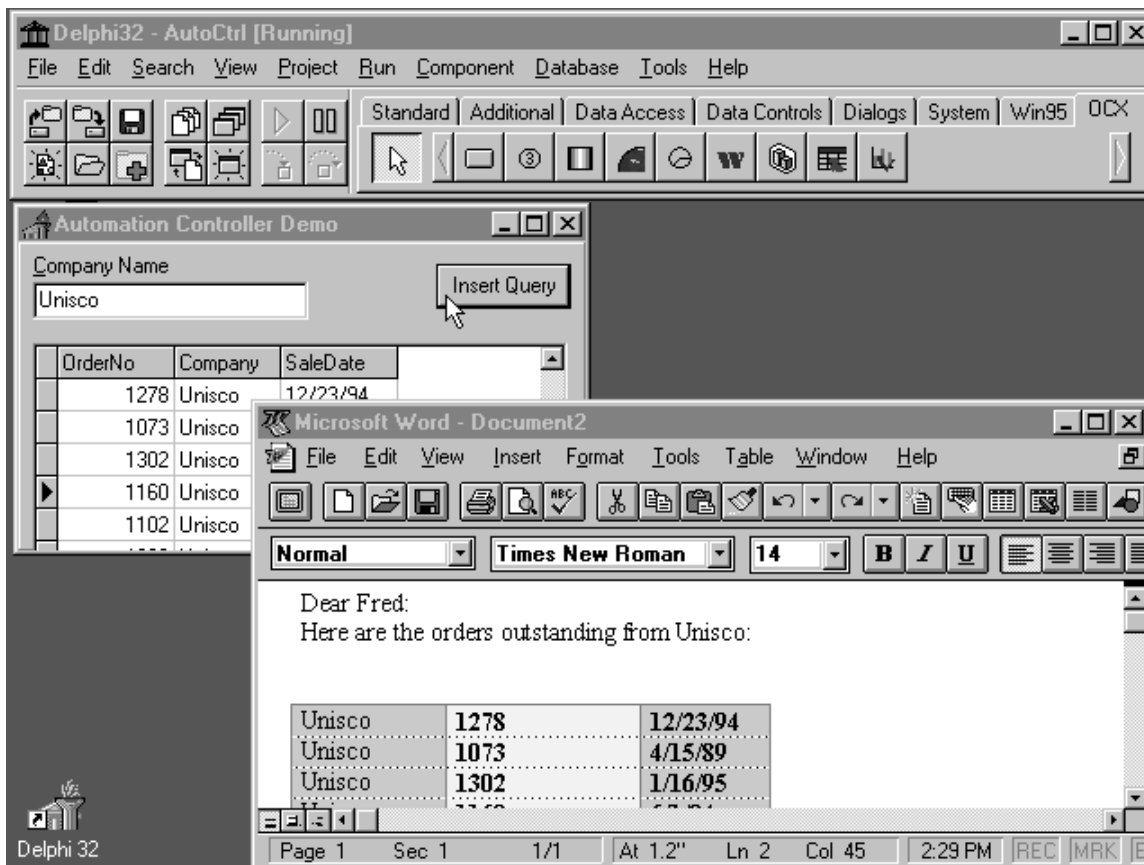 Delphi32 - AutoCtrl [Running]
File Edit Search View Project Run Component Database Tools Help
Standard Additional Data Access Data Controls Dialogs System Win95 OCX
Automation Controller Demo
Company Name
Unisco
Insert Query
OrderNo Company SaleDate
1278 Unisco 12/23/94
1073 Unisco
1302 Unisco
1160 Unisco
1102 Unisco
Microsoft Word - Document2
File Edit View Insert Format Tools Table Window Help
ABC
Normal Times New Roman 14 B I U
Dear Fred:
Here are the orders outstanding from Unisco:
Unisco 1278 12/23/94
Unisco 1073 4/15/89
Unisco 1302 1/16/95
Page 1 Sec 1 1/1 At 1.2" Ln 2 Col 45 2:29 PM REC MRK
Delphi 32